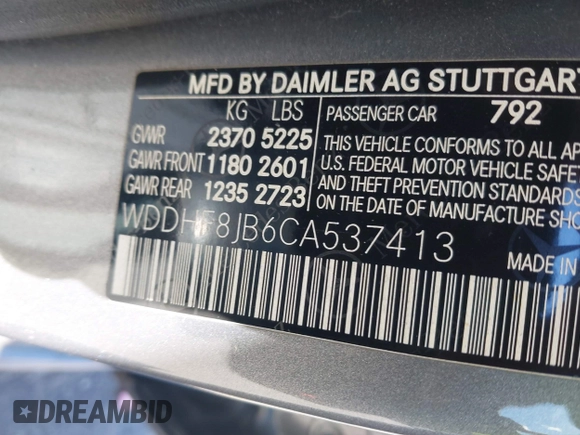 MFD BY DAIMLER AG STUTTGART
KG LBS
GVWR 2370 5225
GAWR FRONT 1180 2601
GAWR REAR 1235 2723
PASSENGER CAR 792
THIS VEHICLE CONFORMS TO ALL AP
U.S. FEDERAL MOTOR VEHICLE SAFE
AND THEFT PREVENTION STANDARDS
ON THE DATE OF MANUFACTURE
WDDHF8JB6CA537413
MADE IN
DREAMBID